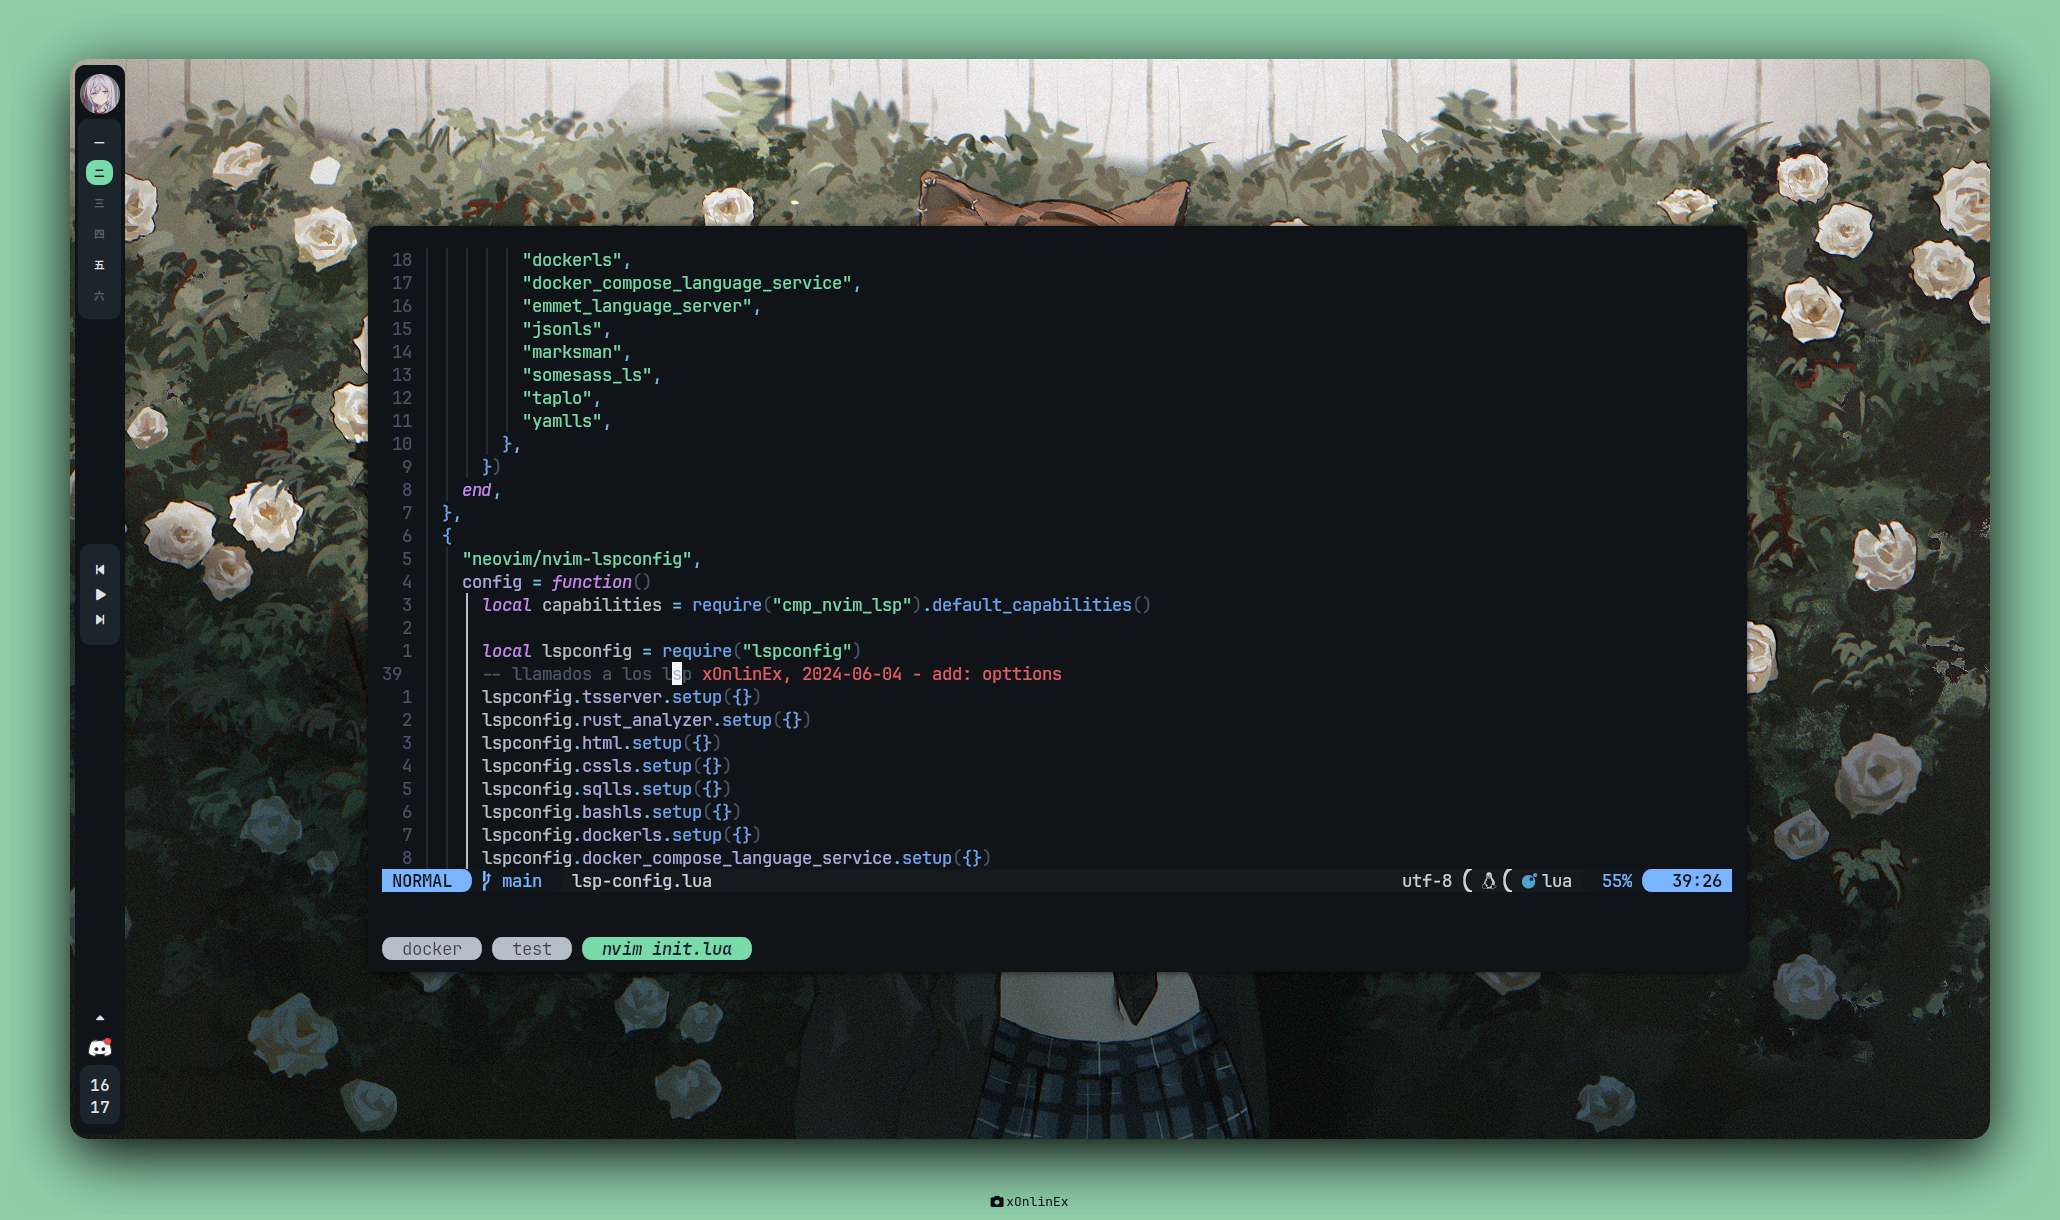 一
二
三
四
五
六
16
17
18 "dockerls",
17 "docker_compose_language_service",
16 "emmet_language_server",
15 "jsonls",
14 "marksman",
13 "somesass_ls",
12 "taplo",
11 "yamlls",
10 },
9 })
8 end,
7 },
6 {
5 "neovim/nvim-lspconfig",
4 config = function()
3 local capabilities = require("cmp_nvim_lsp").default_capabilities()
2
1 local lspconfig = require("lspconfig")
39 -- llamados a los lsp xOnlinEx, 2024-06-04 - add: opttions
1 lspconfig.tsserver.setup({})
2 lspconfig.rust_analyzer.setup({})
3 lspconfig.html.setup({})
4 lspconfig.cssls.setup({})
5 lspconfig.sqlls.setup({})
6 lspconfig.bashls.setup({})
7 lspconfig.dockerls.setup({})
8 lspconfig.docker_compose_language_service.setup({})
NORMAL main lsp-config.lua utf-8 ( ( lua 55% 39:26
docker test nvim init.lua
xOnlinEx